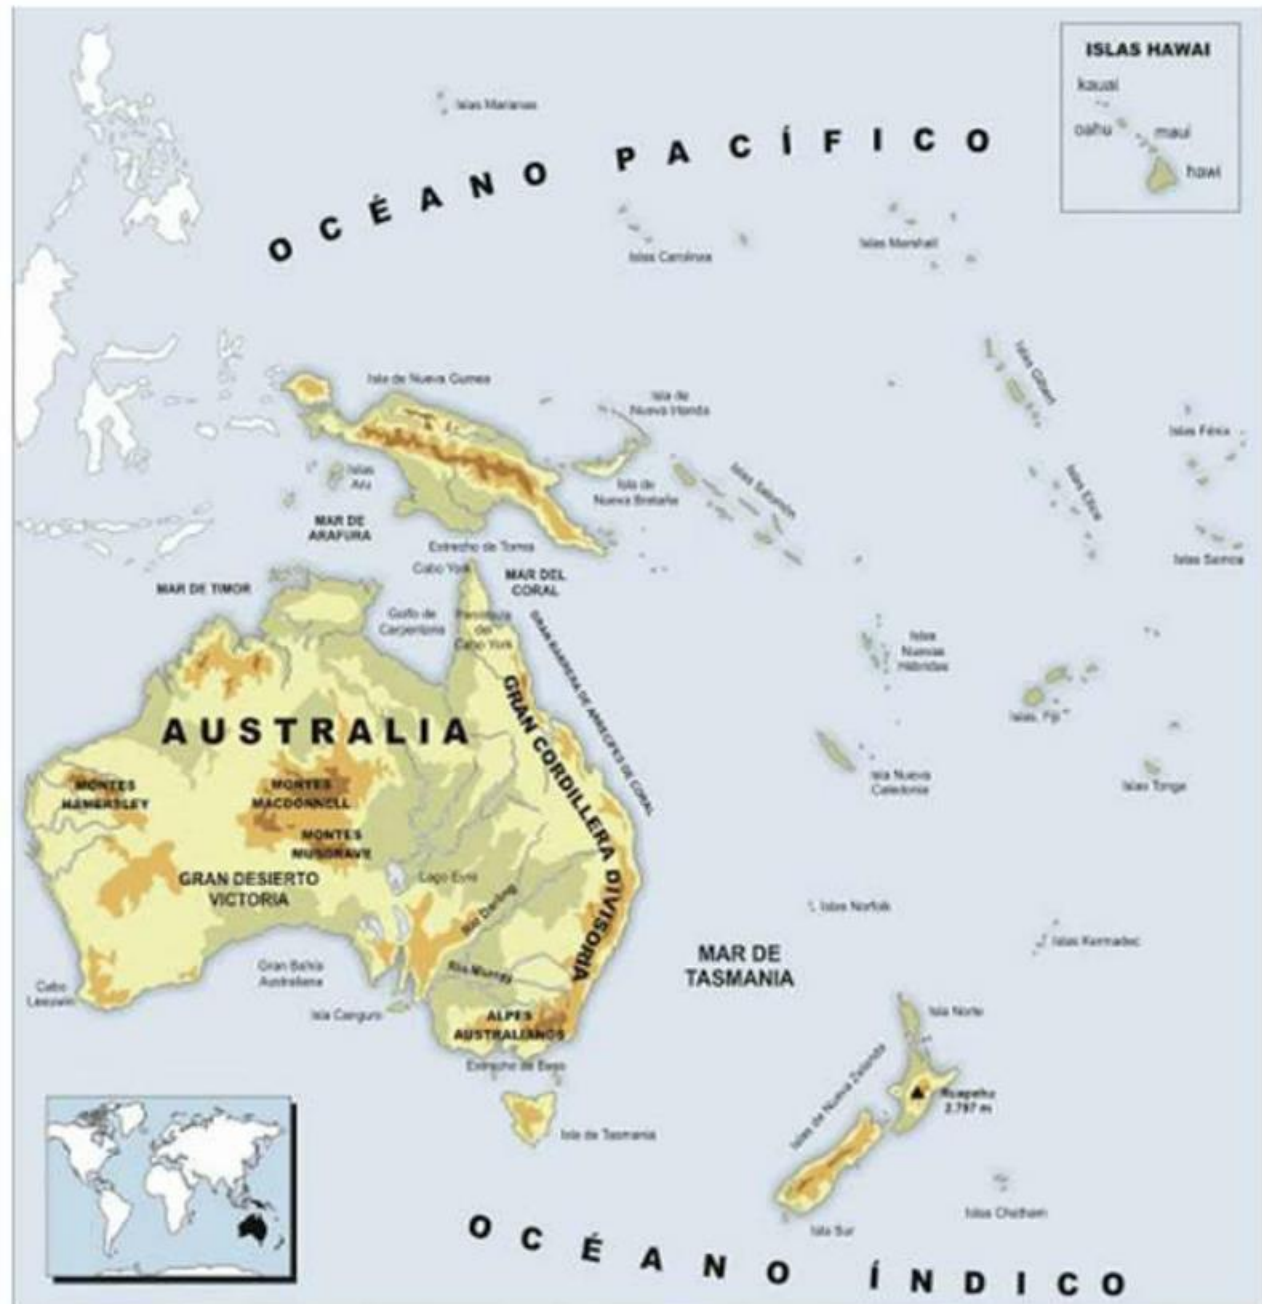 ISLAS HAWAI
kauai
oahu
maui
hawi
Islas Marianas
OCÉANO PACÍFICO
Islas Carolinas
Islas Marshall
Islas Gilbert
Isla de Nueva Guinea
Isla de
Nueva Irlanda
Islas Fénix
Islas
Aru
Isla de
Nueva Bretaña
Islas Salomón
Islas Ellice
MAR DE
ARAFURA
Estrecho de Torres
Islas Samoa
Cabo York
MAR DEL
CORAL
MAR DE TIMOR
Golfo de
Carpentaria
Península
del
Cabo York
GRAN BARRERA DE ARRECIFES DE CORAL
Islas
Nuevas
Hébridas
GRAN CORDILLERA DIVISORIA
Islas Fiji
AUSTRALIA
MONTES
HAMERSLEY
MONTES
MACDONNELL
Isla Nueva
Caledonia
Islas Tonga
MONTES
MUSGRAVE
GRAN DESIERTO
VICTORIA
Lago Eyre
Río Darling
Islas Norfolk
Islas Kermadec
MAR DE
TASMANIA
Gran Bahía
Australiana
Río Murray
Cabo
Leeuwin
Isla Canguro
ALPES
AUSTRALIANOS
Isla Norte
Estrecho de Bass
Islas de Nueva Zelanda
Ruapehu
2.797 m
Isla de Tasmania
Islas Chatham
Isla Sur
OCÉANO ÍNDICO